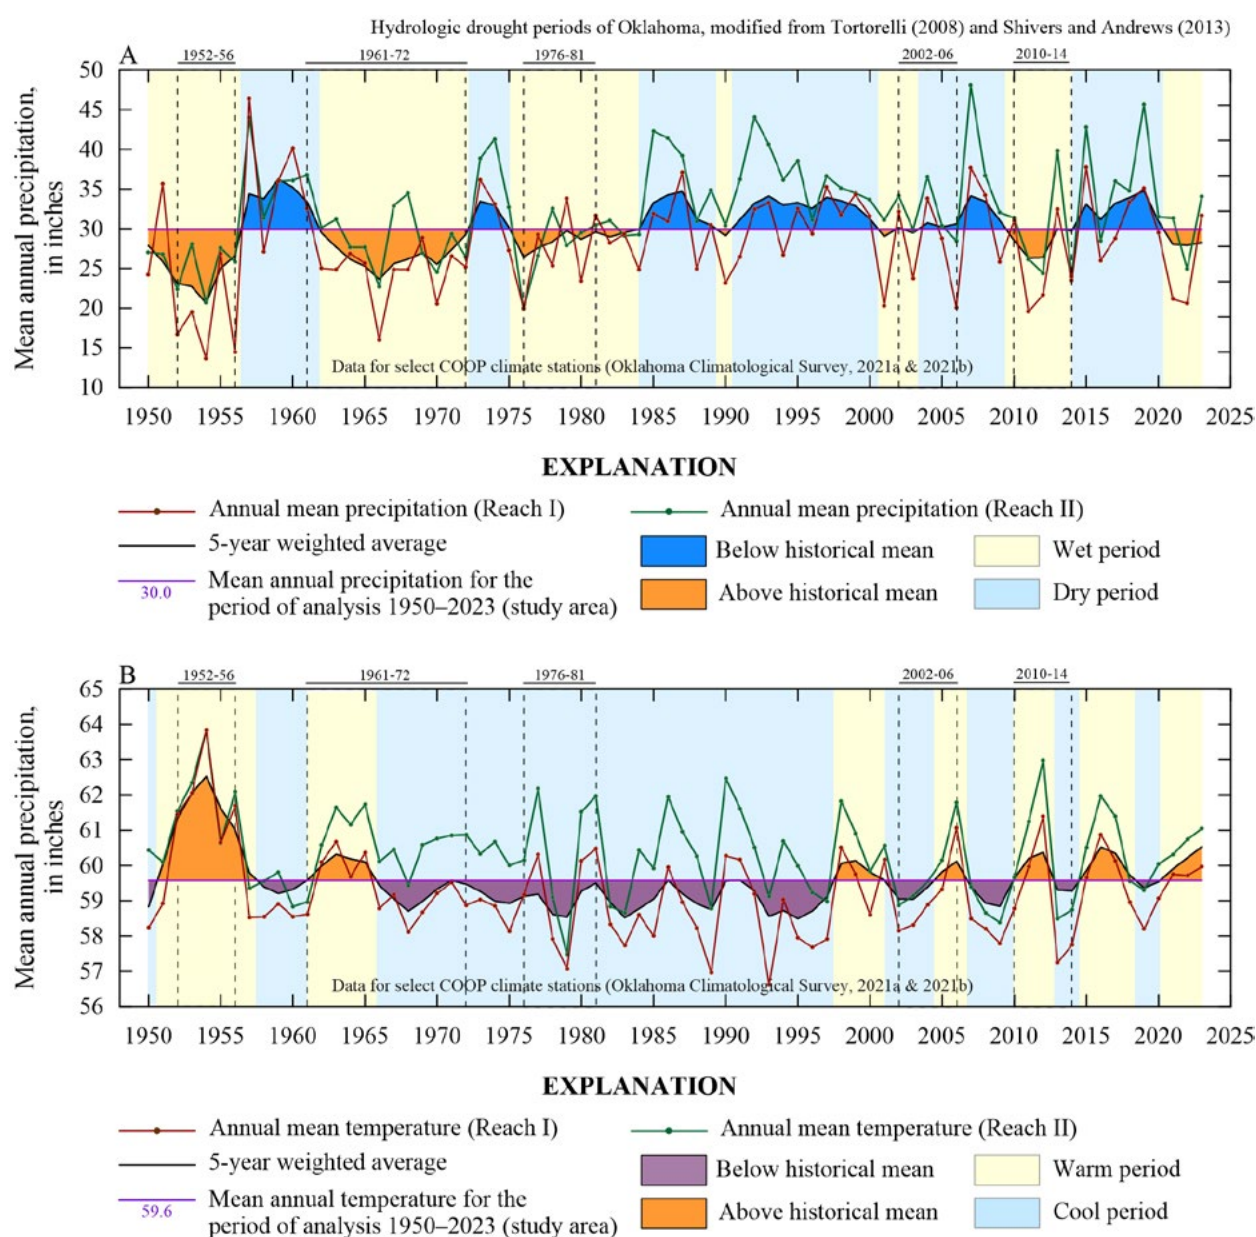 Hydrologic drought periods of Oklahoma, modified from Tortorelli (2008) and Shivers and Andrews (2013)
A
1952-56 1961-72 1976-81 2002-06 2010-14
Mean annual precipitation,
in inches
50
45
40
35
30
25
20
15
10
Data for select COOP climate stations (Oklahoma Climatological Survey, 2021a & 2021b)
1950 1955 1960 1965 1970 1975 1980 1985 1990 1995 2000 2005 2010 2015 2020 2025
EXPLANATION
Annual mean precipitation (Reach I) Annual mean precipitation (Reach II)
5-year weighted average Below historical mean Wet period
30.0 Mean annual precipitation for the
period of analysis 1950–2023 (study area) Above historical mean Dry period
B
1952-56 1961-72 1976-81 2002-06 2010-14
Mean annual precipitation,
in inches
65
64
63
62
61
60
59
58
57
56
Data for select COOP climate stations (Oklahoma Climatological Survey, 2021a & 2021b)
1950 1955 1960 1965 1970 1975 1980 1985 1990 1995 2000 2005 2010 2015 2020 2025
EXPLANATION
Annual mean temperature (Reach I) Annual mean temperature (Reach II)
5-year weighted average Below historical mean Warm period
59.6 Mean annual temperature for the
period of analysis 1950–2023 (study area) Above historical mean Cool period